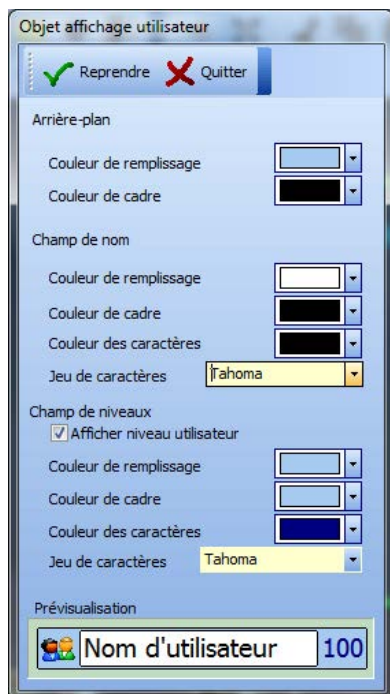 Objet affichage utilisateur
Reprendre Quitter
Arrière-plan
Couleur de remplissage
Couleur de cadre
Champ de nom
Couleur de remplissage
Couleur de cadre
Couleur des caractères
Jeu de caractères Tahoma
Champ de niveaux
Afficher niveau utilisateur
Couleur de remplissage
Couleur de cadre
Couleur des caractères
Jeu de caractères Tahoma
Prévisualisation
Nom d'utilisateur 100